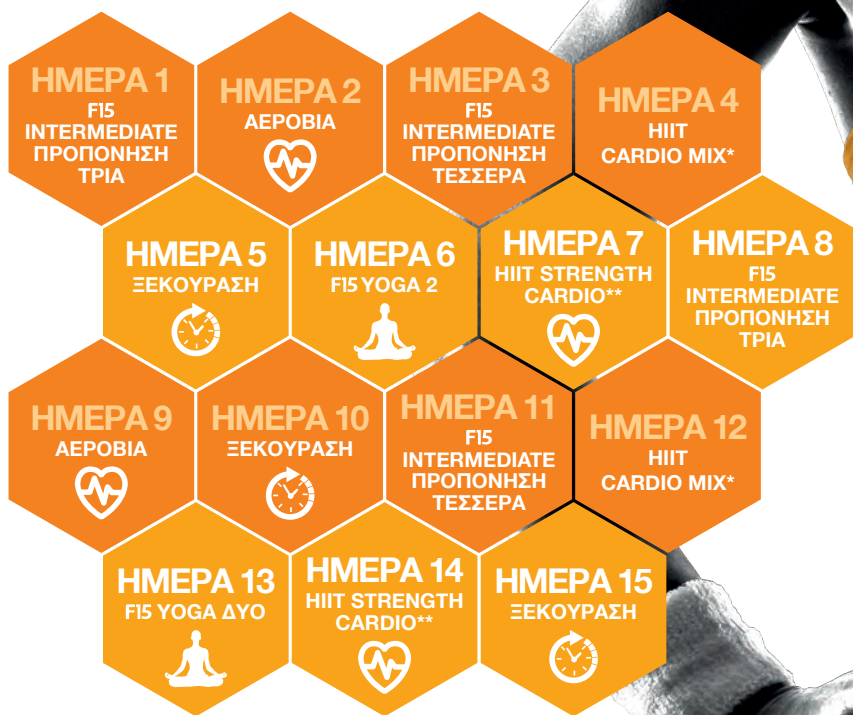 ΗΜΕΡΑ 1
F15
INTERMEDIATE
ΠΡΟΠΟΝΗΣΗ
ΤΡΙΑ
ΗΜΕΡΑ 2
ΑΕΡΟΒΙΑ
ΗΜΕΡΑ 3
F15
INTERMEDIATE
ΠΡΟΠΟΝΗΣΗ
ΤΕΣΣΕΡΑ
ΗΜΕΡΑ 4
HIIT
CARDIO MIX*
ΗΜΕΡΑ 5
ΞΕΚΟΥΡΑΣΗ
ΗΜΕΡΑ 6
F15 YOGA 2
ΗΜΕΡΑ 7
HIIT STRENGTH
CARDIO**
ΗΜΕΡΑ 8
F15
INTERMEDIATE
ΠΡΟΠΟΝΗΣΗ
ΤΡΙΑ
ΗΜΕΡΑ 9
ΑΕΡΟΒΙΑ
ΗΜΕΡΑ 10
ΞΕΚΟΥΡΑΣΗ
ΗΜΕΡΑ 11
F15
INTERMEDIATE
ΠΡΟΠΟΝΗΣΗ
ΤΕΣΣΕΡΑ
ΗΜΕΡΑ 12
HIIT
CARDIO MIX*
ΗΜΕΡΑ 13
F15 YOGA ΔΥΟ
ΗΜΕΡΑ 14
HIIT STRENGTH
CARDIO**
ΗΜΕΡΑ 15
ΞΕΚΟΥΡΑΣΗ